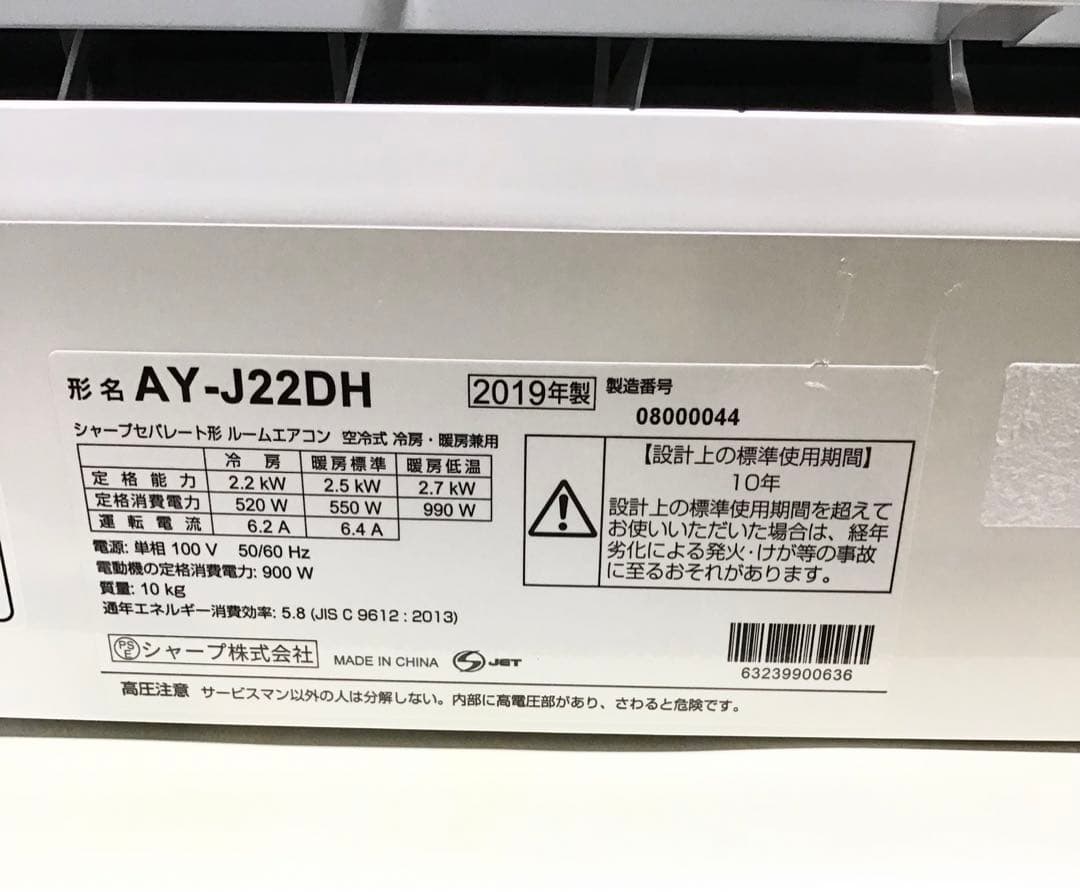 形名 AY-J22DH 2019年製 製造番号
08000044
シャープセパレート形 ルームエアコン 空冷式 冷房・暖房兼用
冷房 暖房標準 暖房低温
定格能力 2.2 kW 2.5 kW 2.7 kW
定格消費電力 520 W 550 W 990 W
運転電流 6.2 A 6.4 A
電源: 単相 100 V 50/60 Hz
電動機の定格消費電力: 900 W
質量: 10 kg
通年エネルギー消費効率: 5.8 (JIS C 9612 : 2013)
【設計上の標準使用期間】
10年
設計上の標準使用期間を超えて
お使いいただいた場合は、経年
劣化による発火・けが等の事故
に至るおそれがあります。
PSE シャープ株式会社 MADE IN CHINA S JET
63239900636
高圧注意 サービスマン以外の人は分解しない。内部に高電圧部があり、さわると危険です。